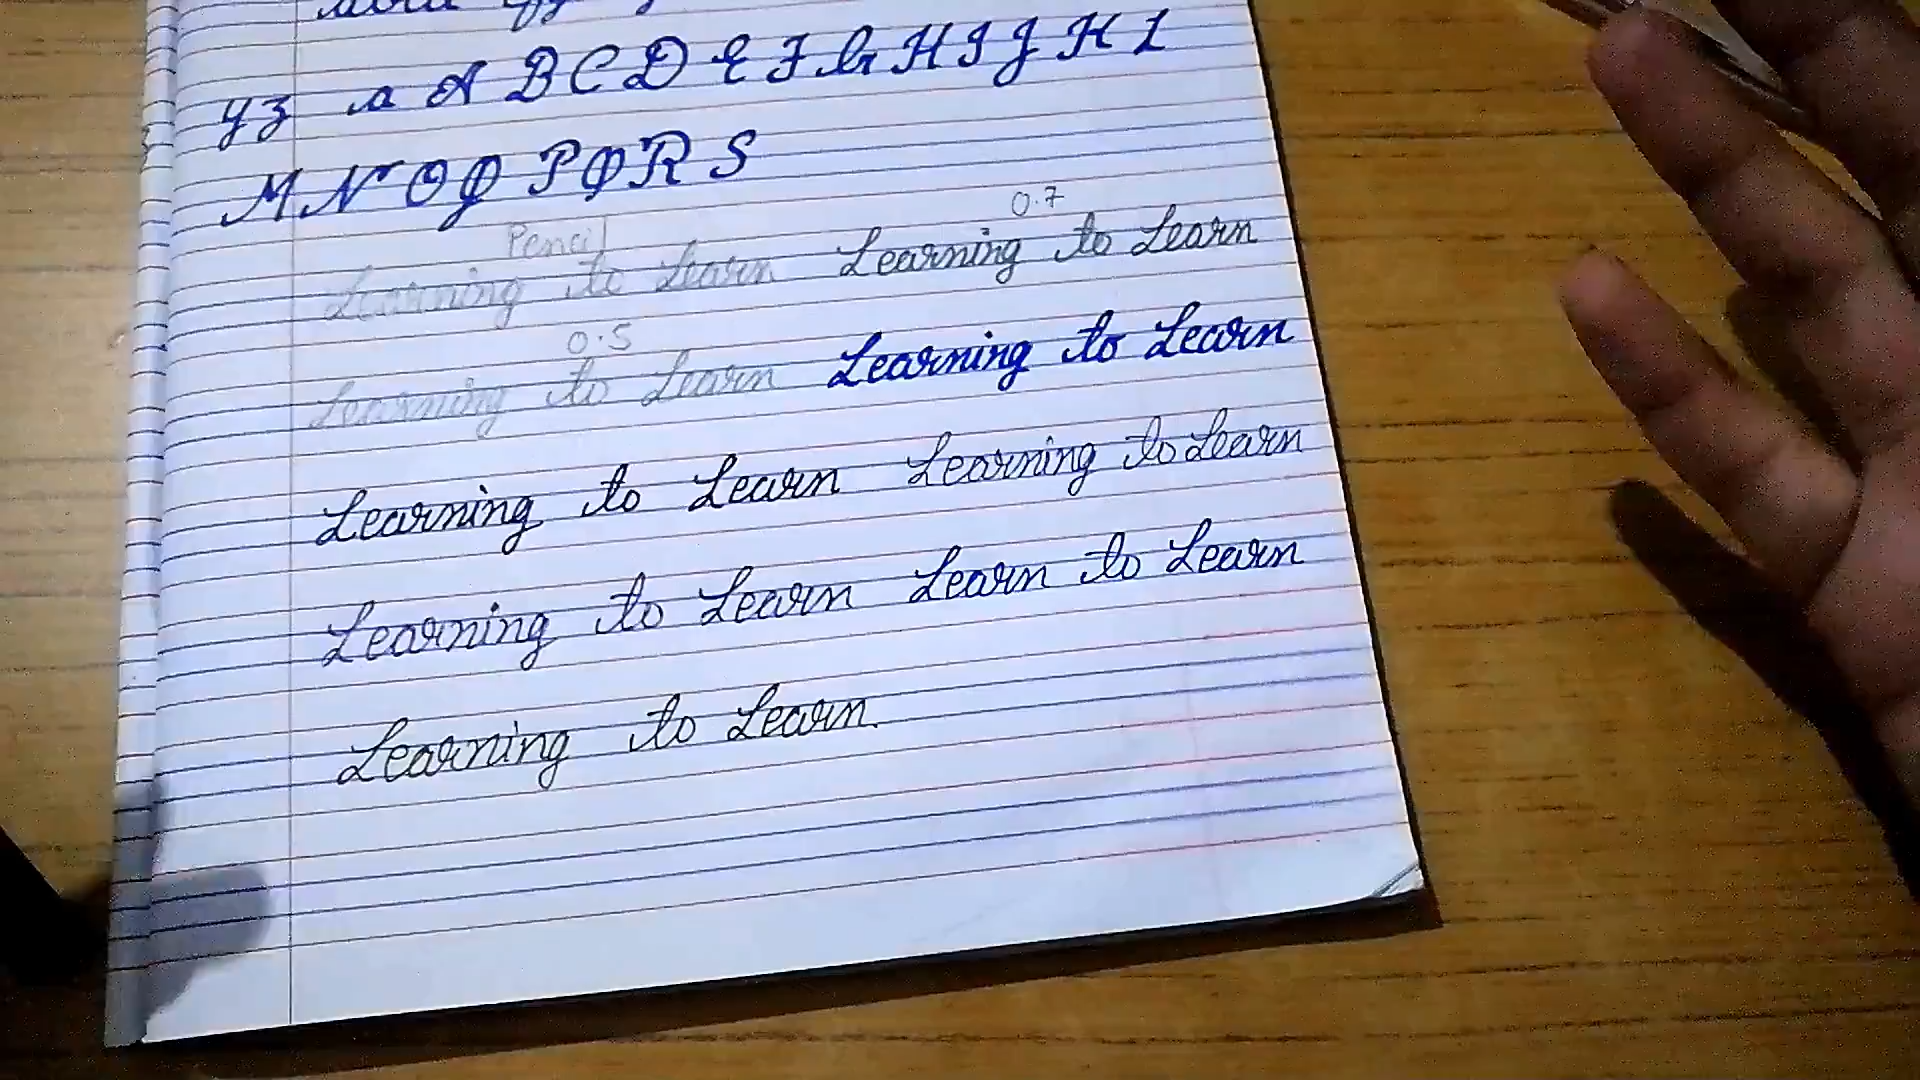 yz a A B C D E F G H I J K L
M N O Q P Q R S
Pencil 0.7
Learning to Learn Learning to Learn
0.5
Learning to Learn Learning to Learn
Learning to Learn Learning to Learn
Learning to Learn Learn to Learn
Learning to Learn.